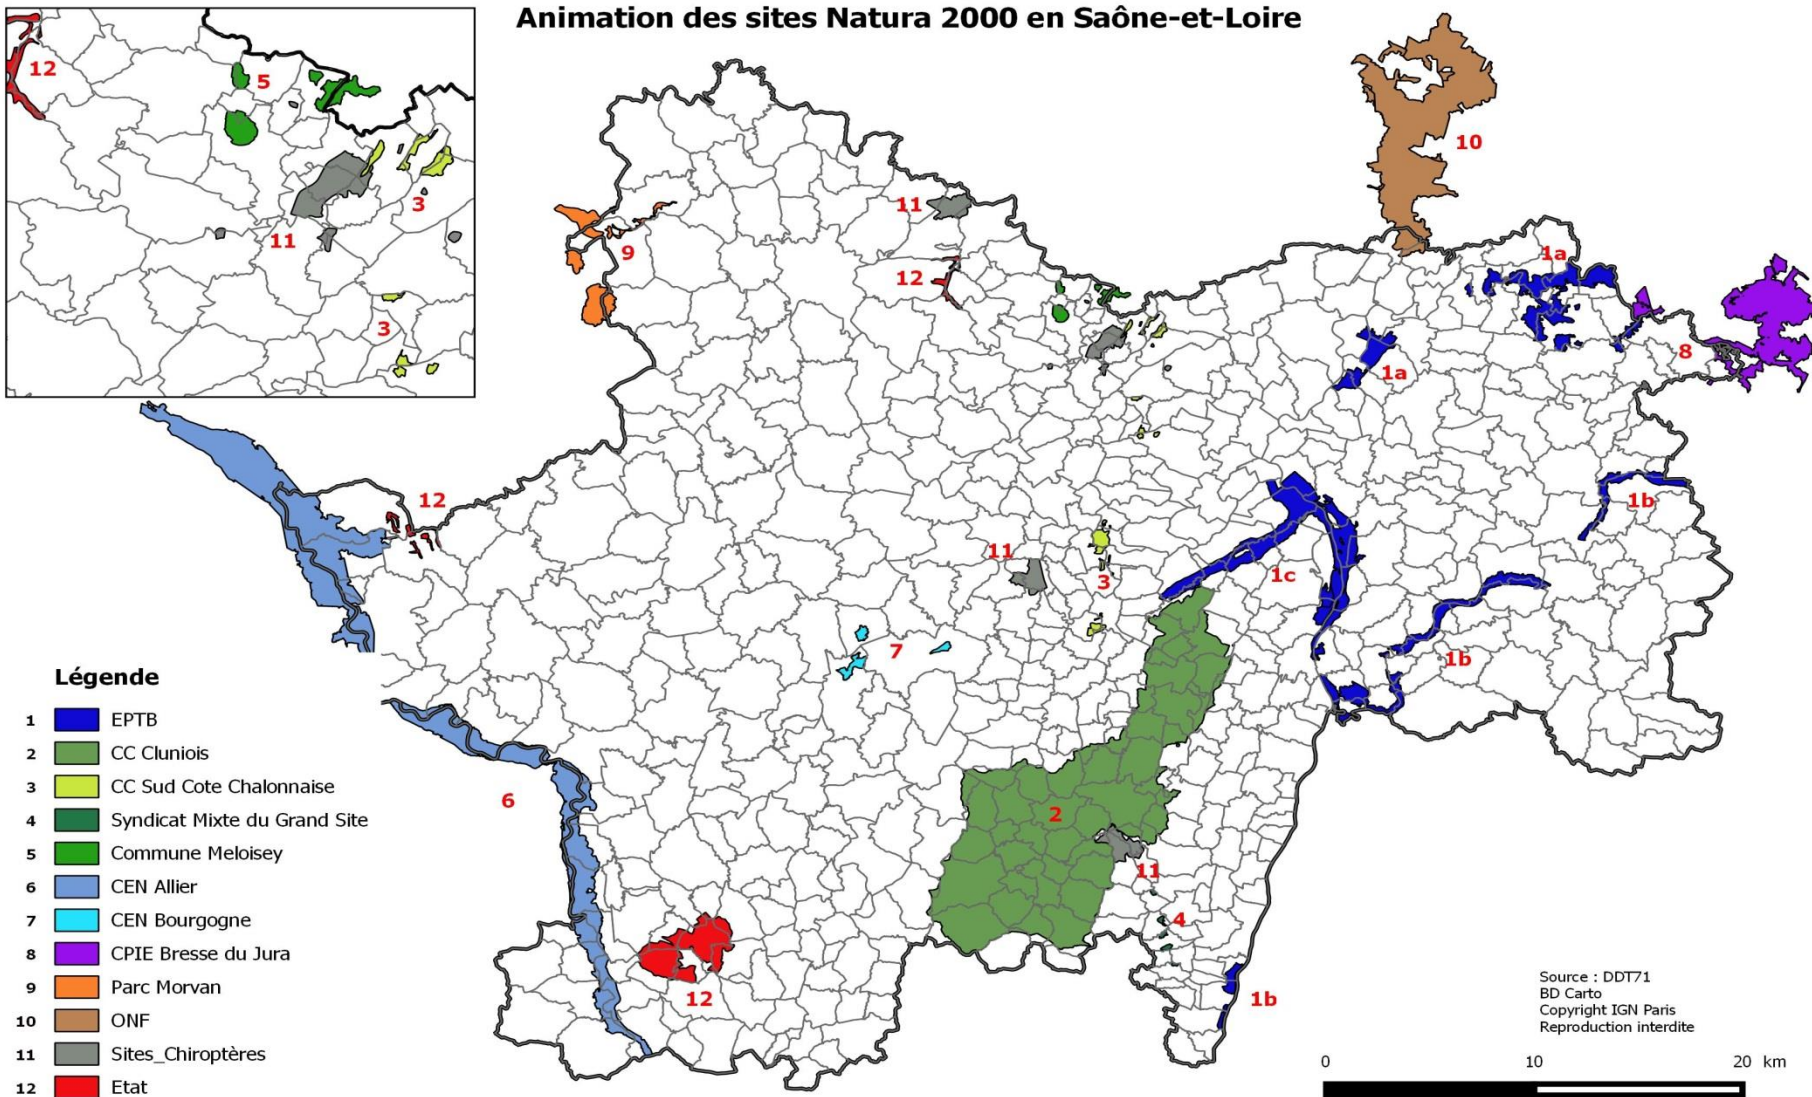 Animation des sites Natura 2000 en Saône-et-Loire
12
5
3
11
3
10
11
9
12
1a
1a
8
12
1b
11
3
1c
7
1b
6
2
11
4
12
1b
Légende
1 EPTB
2 CC Cluniois
3 CC Sud Cote Chalonnaise
4 Syndicat Mixte du Grand Site
5 Commune Meloisey
6 CEN Allier
7 CEN Bourgogne
8 CPIE Bresse du Jura
9 Parc Morvan
10 ONF
11 Sites_Chiroptères
12 Etat
Source : DDT71
BD Carto
Copyright IGN Paris
Reproduction interdite
0 10 20 km